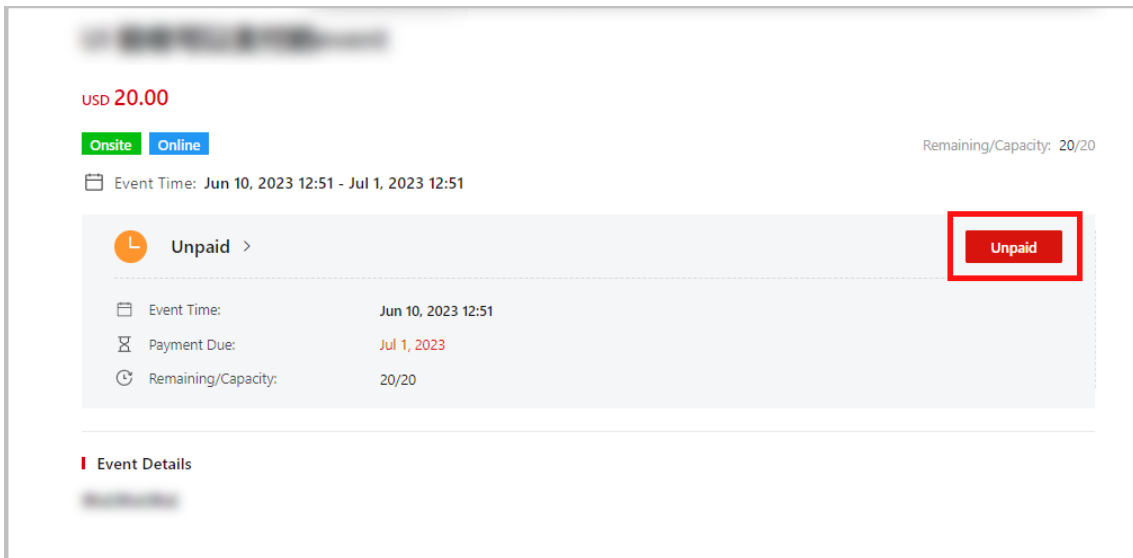 USD 20.00
Onsite Online
Remaining/Capacity: 20/20
Event Time: Jun 10, 2023 12:51 - Jul 1, 2023 12:51
Unpaid >
Unpaid
Event Time: Jun 10, 2023 12:51
Payment Due: Jul 1, 2023
Remaining/Capacity: 20/20
Event Details